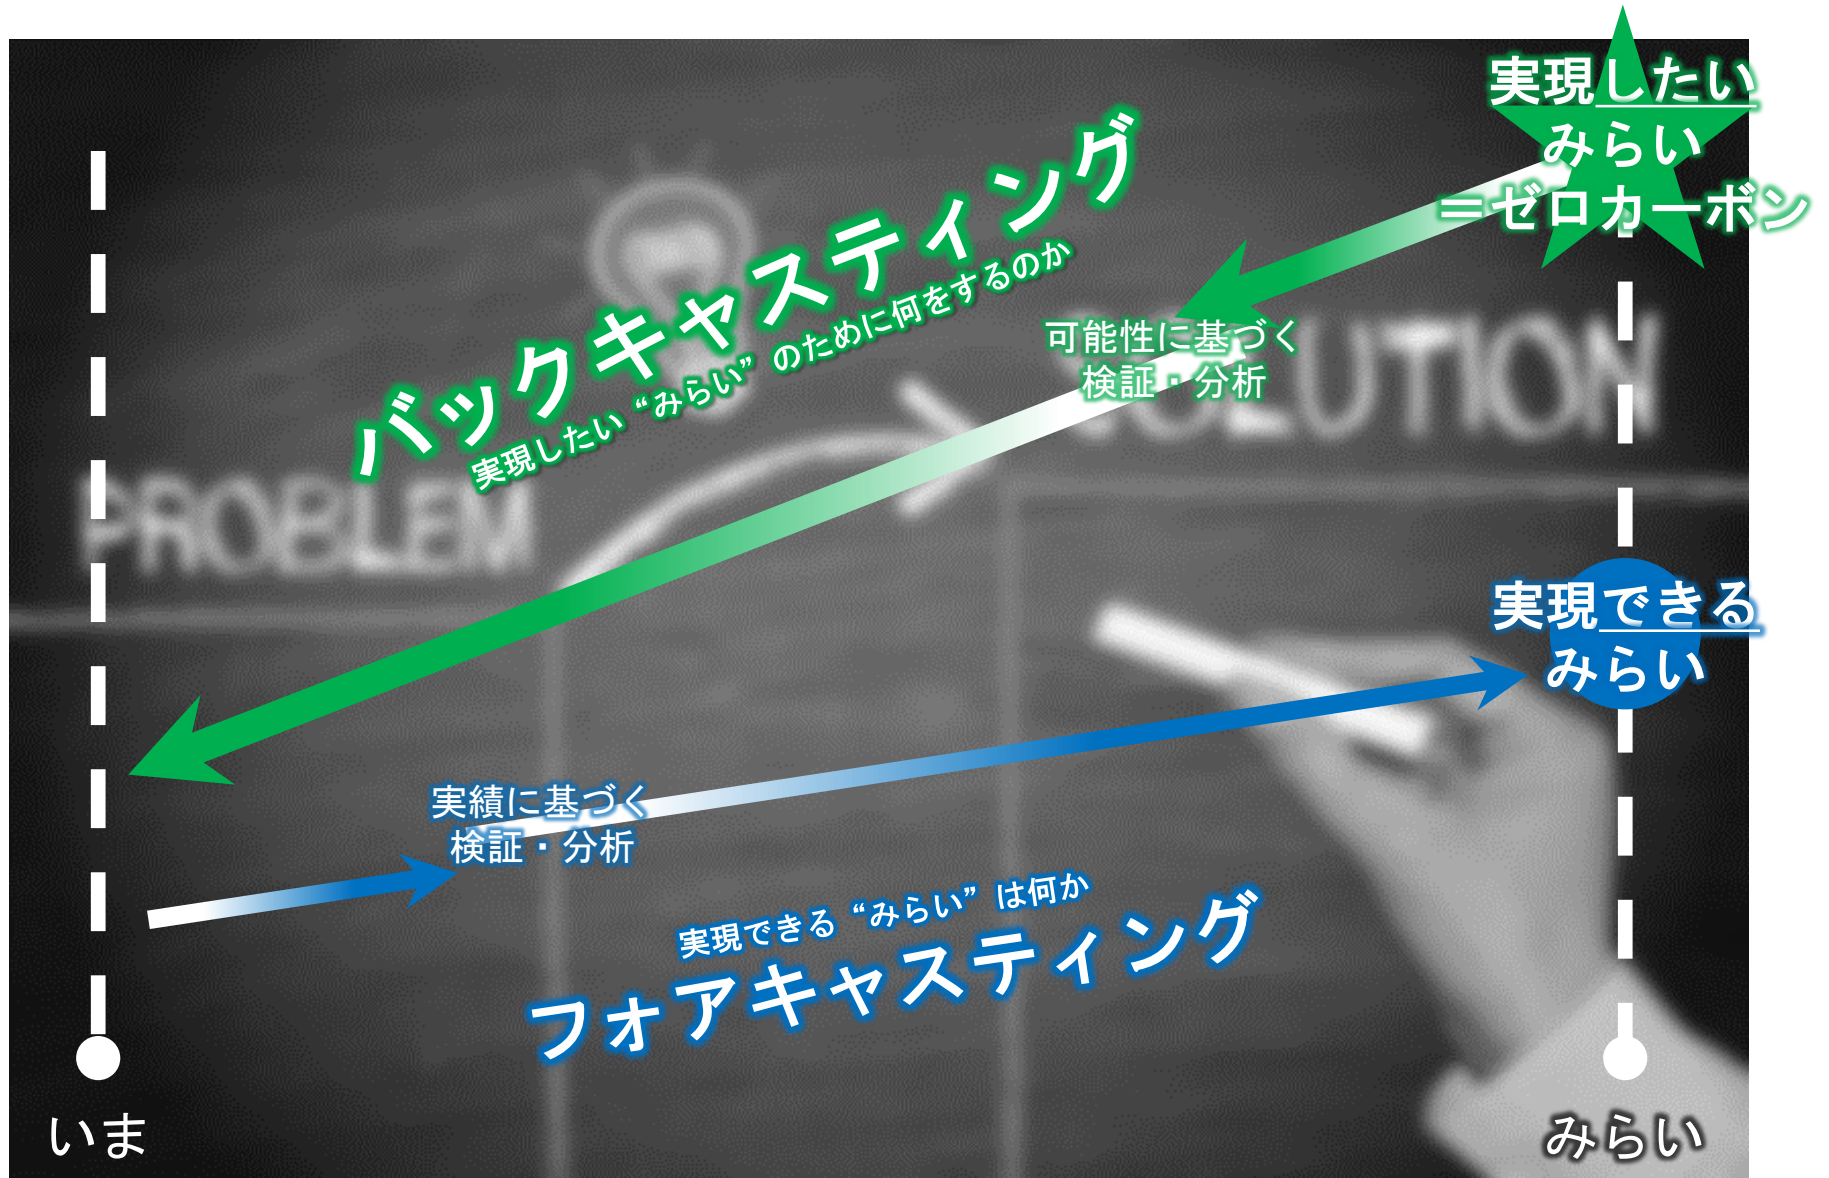 実現したい
みらい
＝ゼロカーボン
バックキャスティング
実現したい“みらい”のために何をするのか
可能性に基づく
検証・分析
PROBLEM
SOLUTION
実現できる
みらい
実績に基づく
検証・分析
実現できる“みらい”は何か
フォアキャスティング
いま
みらい